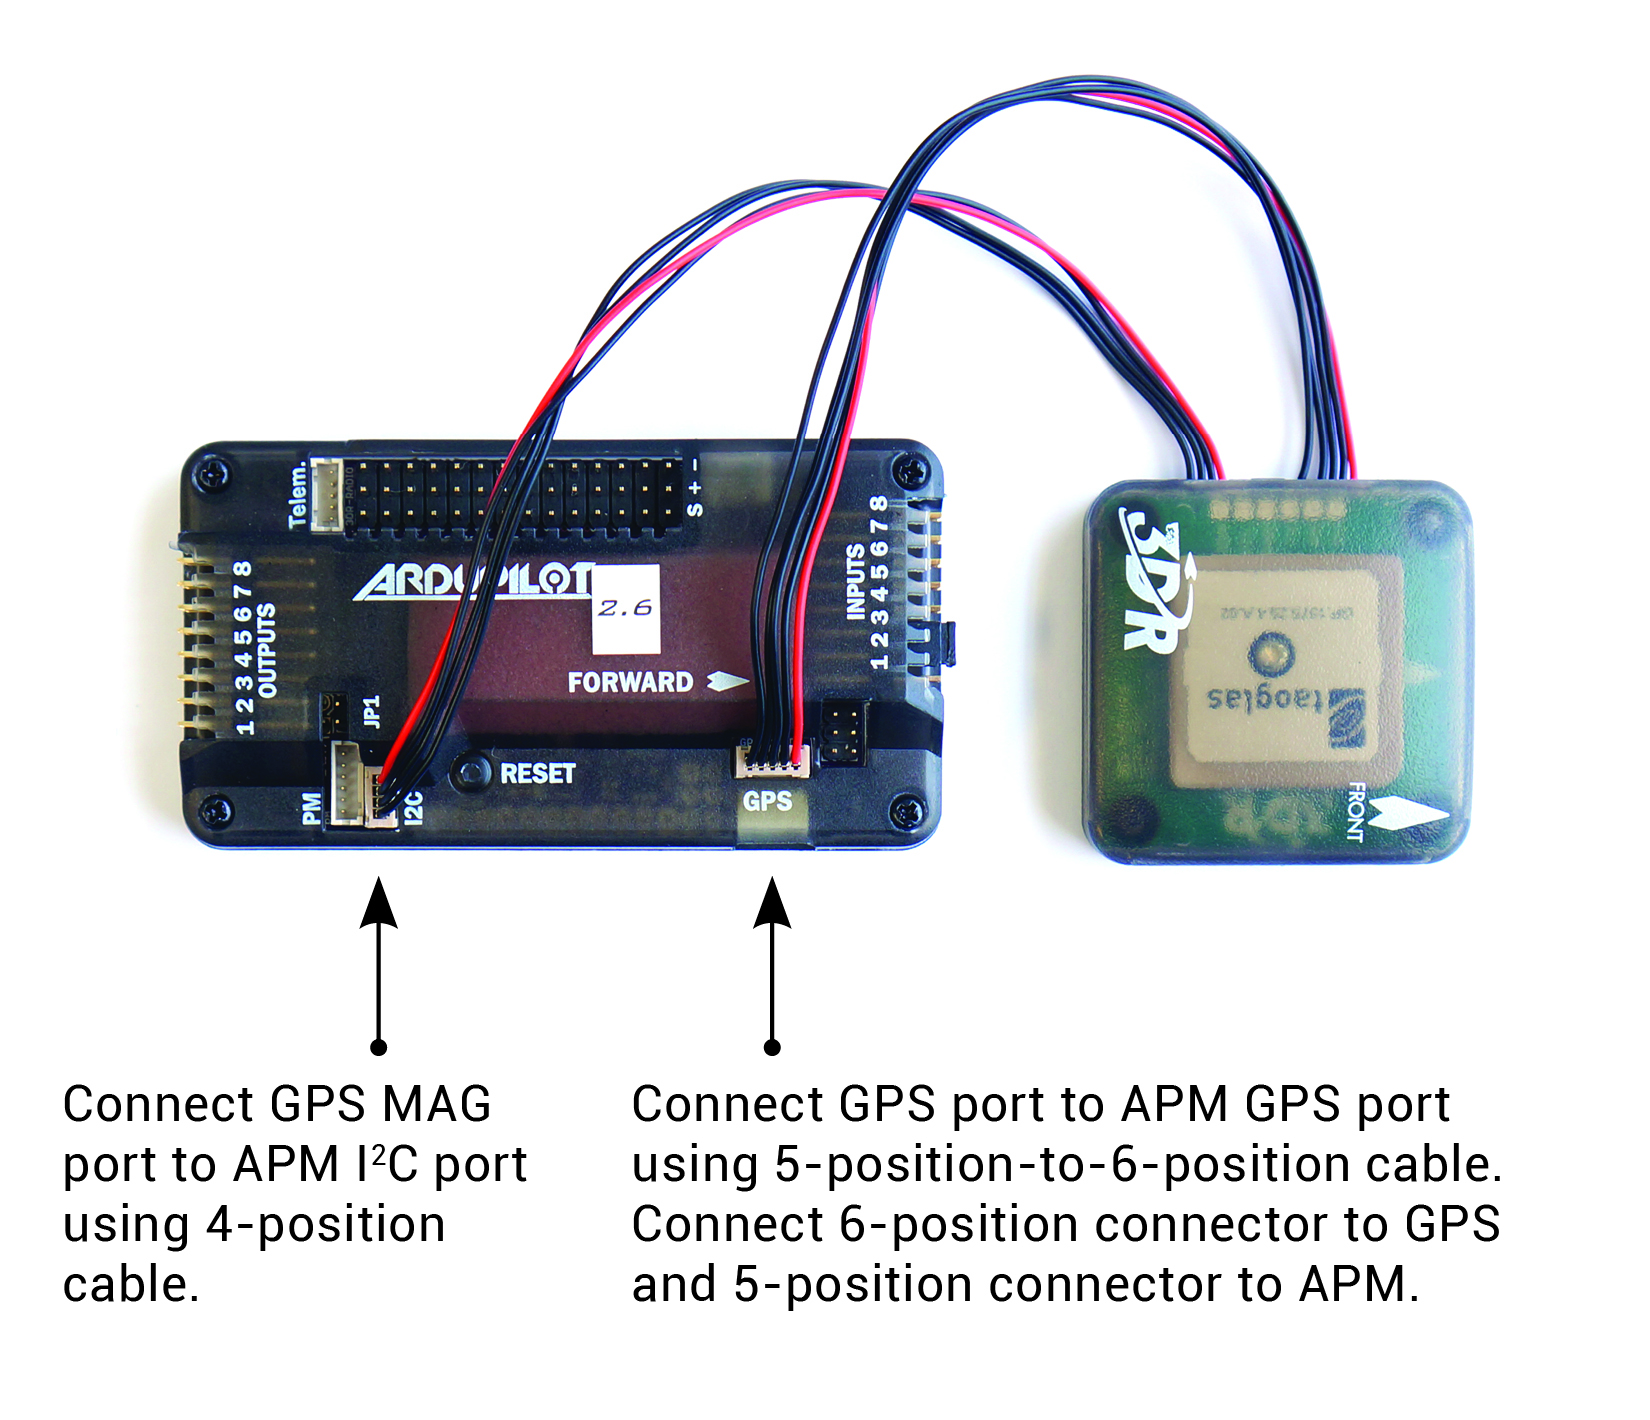 Telem.
S + -
8
7
6
5
4
3
2
1
OUTPUTS
ARDUPILOT
2.6
FORWARD
INPUTS
1 2 3 4 5 6 7 8
JP1
PM
I2C
RESET
GPS
3DR
taoglas
FRONT
Connect GPS MAG
port to APM I²C port
using 4-position
cable.
Connect GPS port to APM GPS port
using 5-position-to-6-position cable.
Connect 6-position connector to GPS
and 5-position connector to APM.